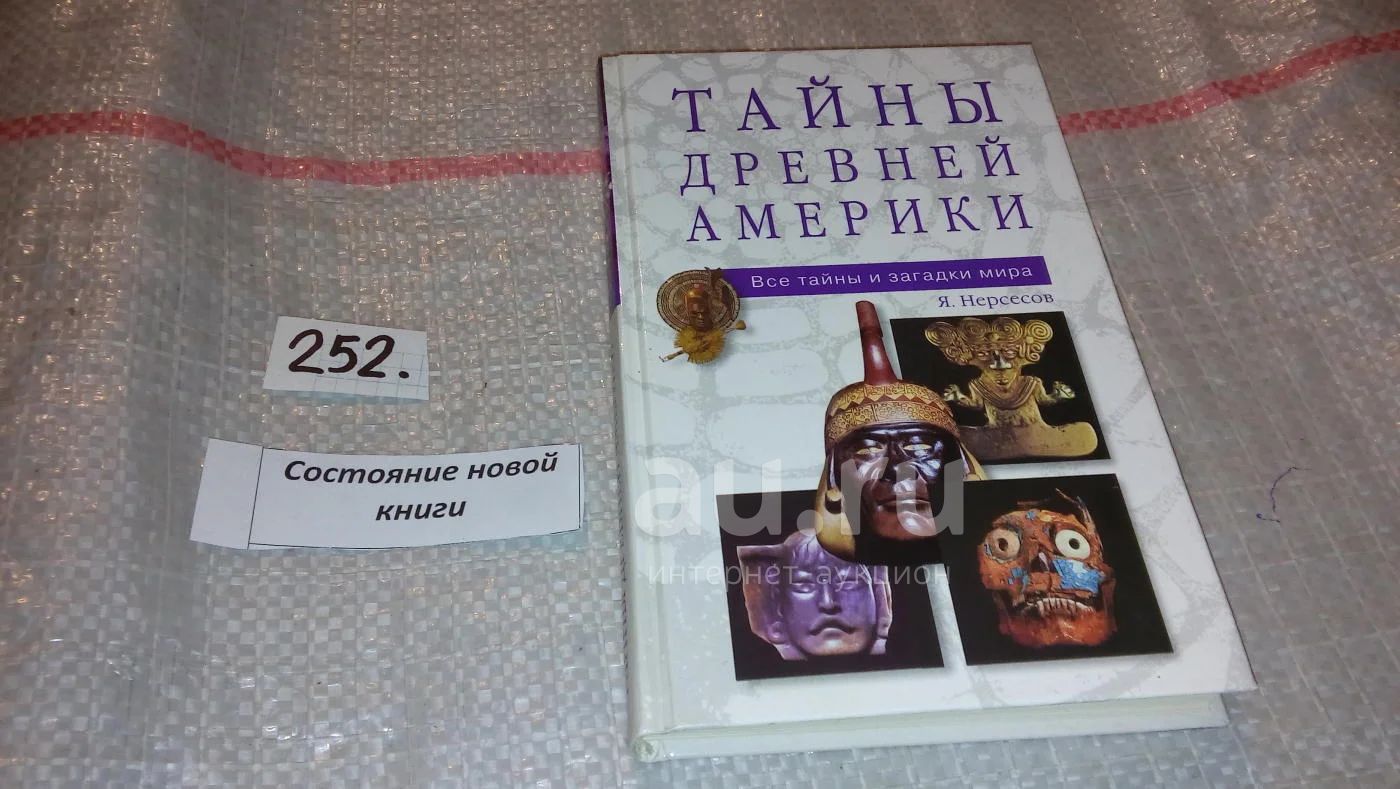 ТАЙНЫ
ДРЕВНЕЙ
АМЕРИКИ
Все тайны и загадки мира
Я. Нерсесов
252.
Состояние новой
книги
au.ru
интернет-аукцион